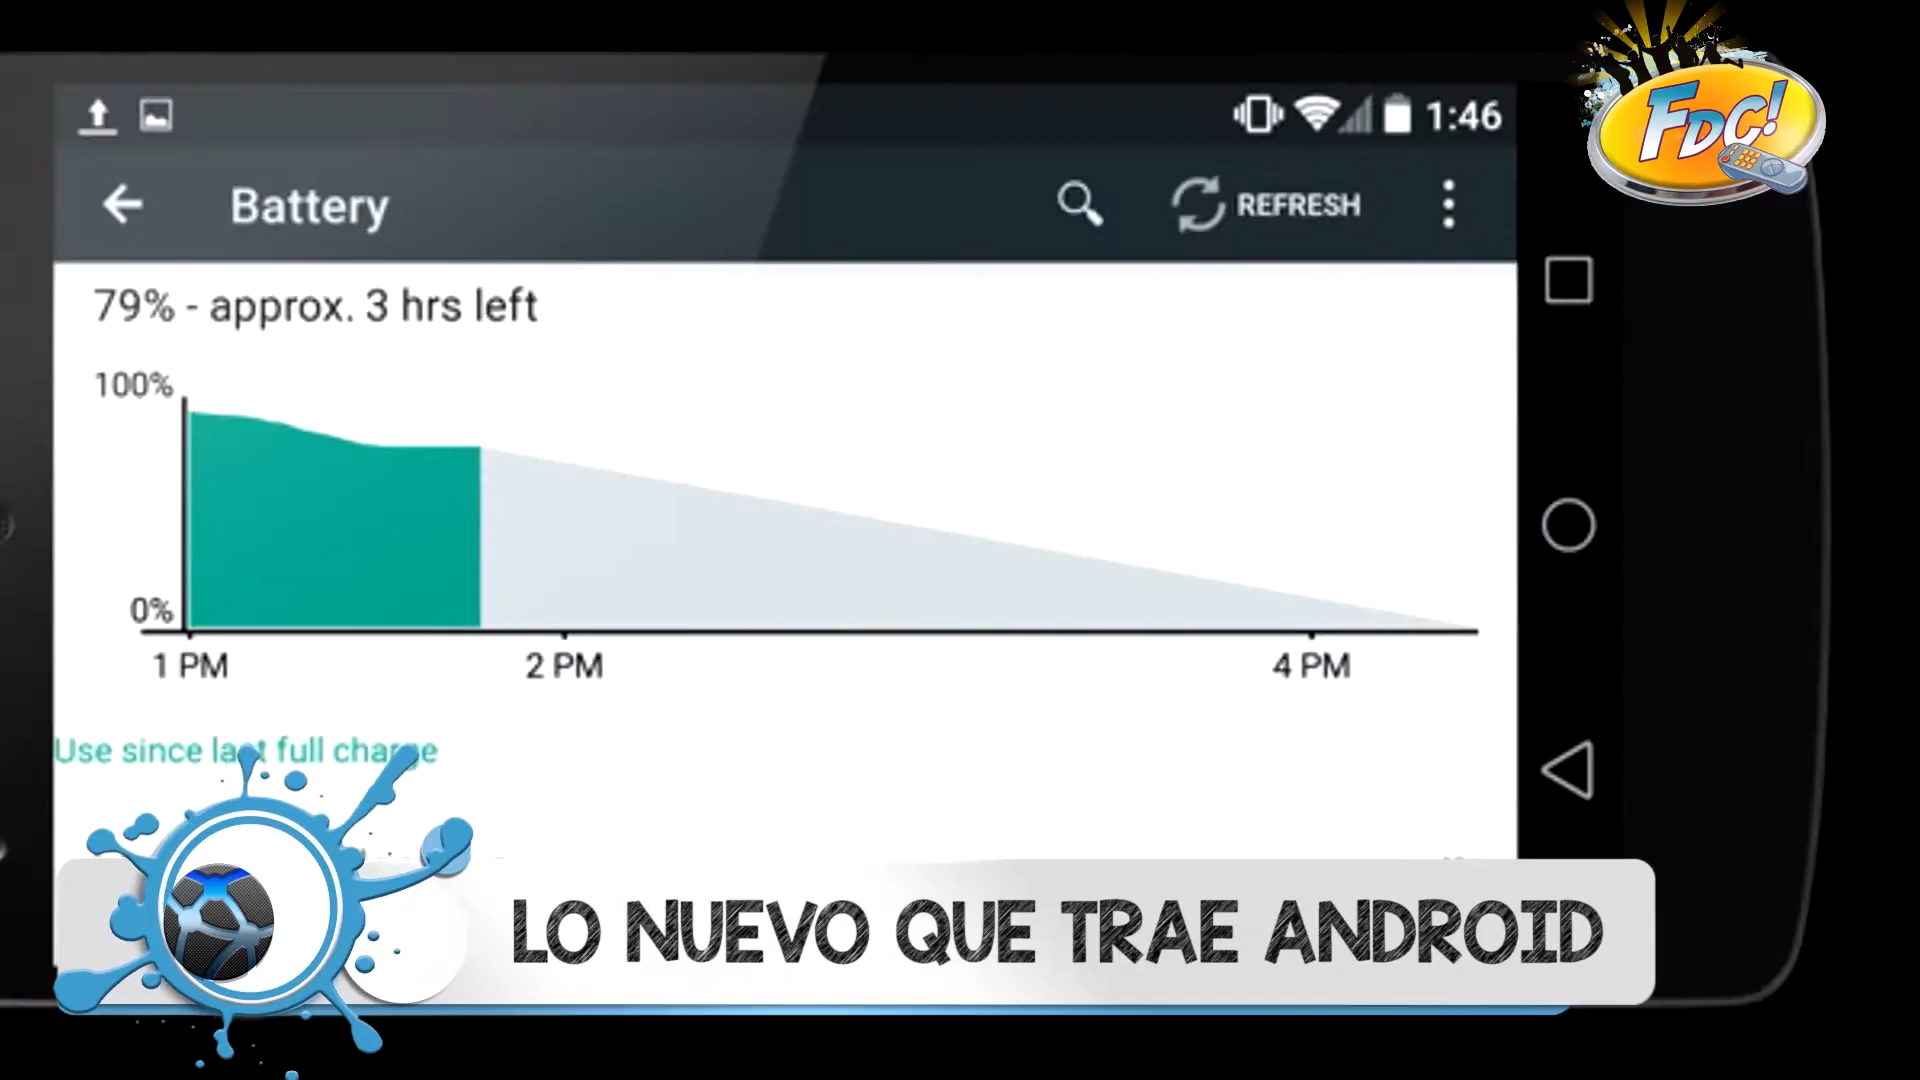 1:46
FDC!
Battery
REFRESH
79% - approx. 3 hrs left
100%
0%
1 PM
2 PM
4 PM
Use since last full charge
LO NUEVO QUE TRAE ANDROID